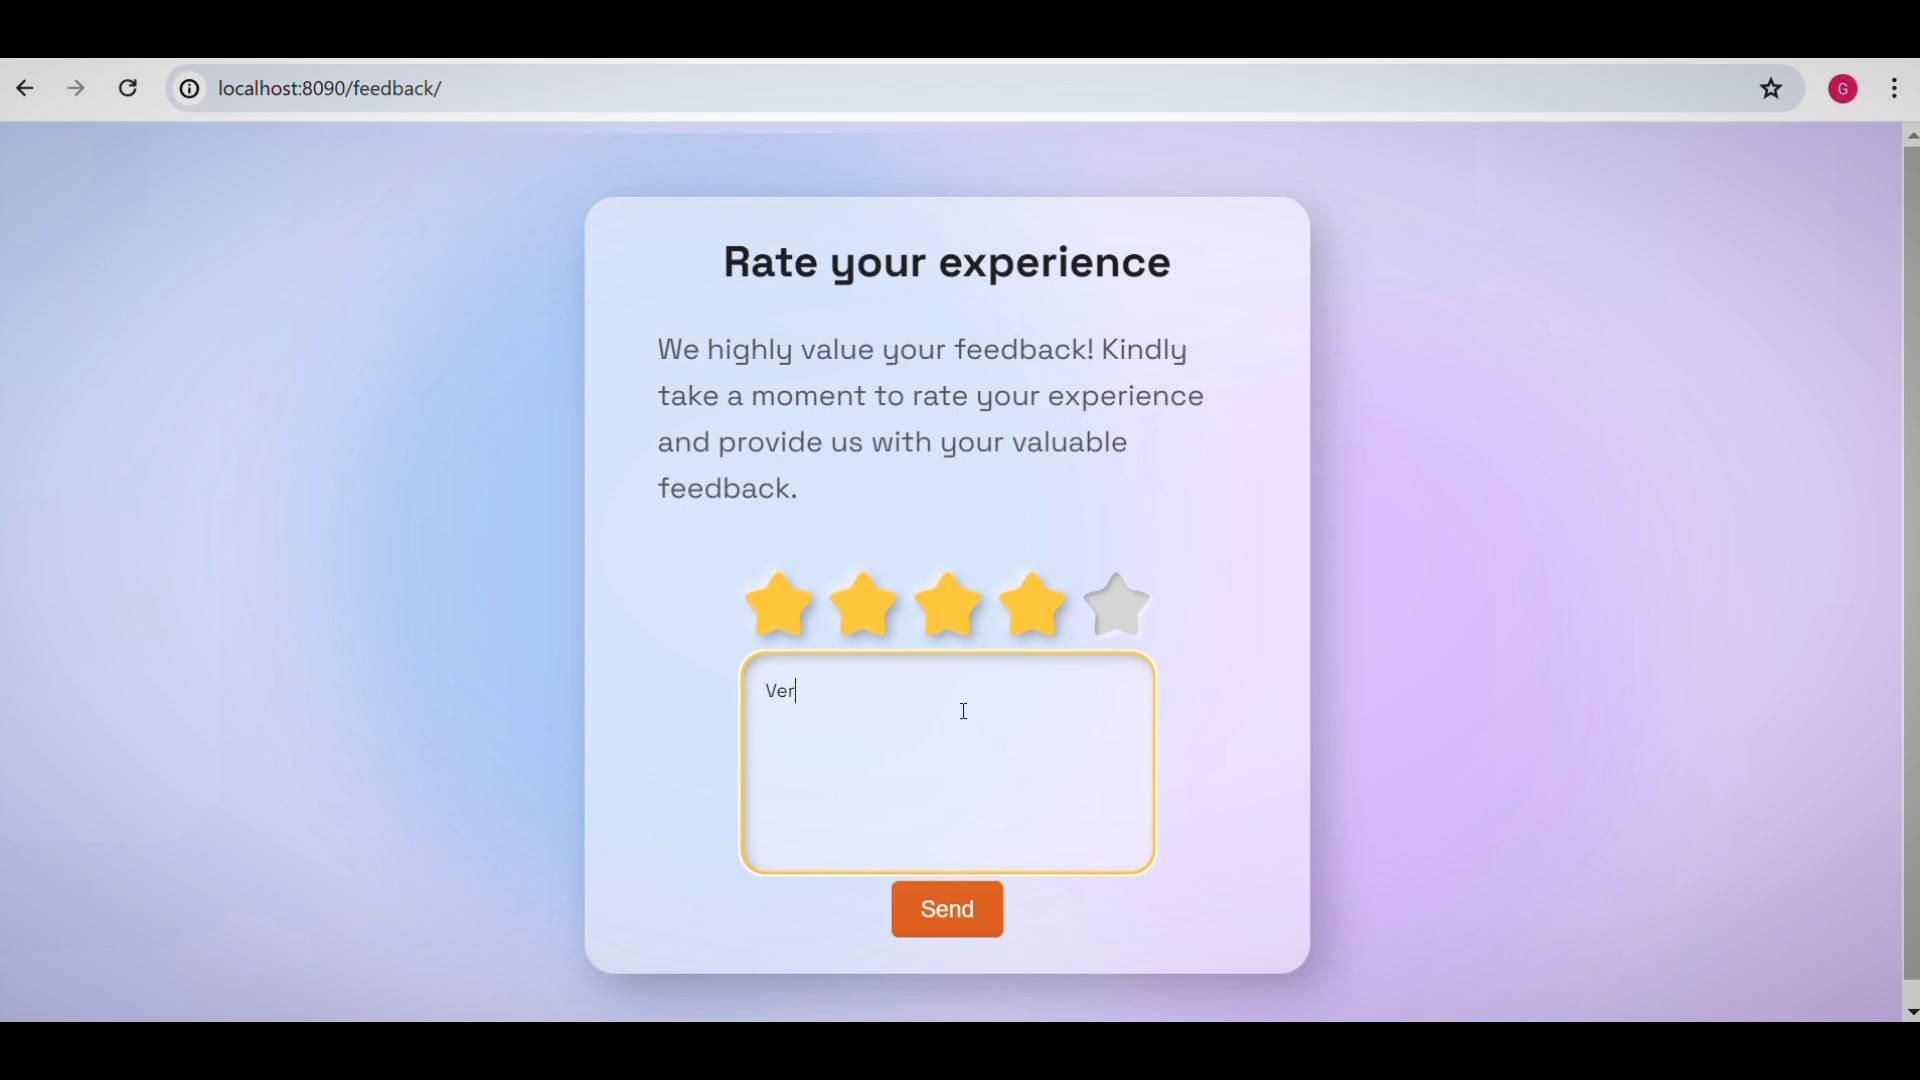 localhost:8090/feedback/
G
Rate your experience
We highly value your feedback! Kindly
take a moment to rate your experience
and provide us with your valuable
feedback.
Ver
Send